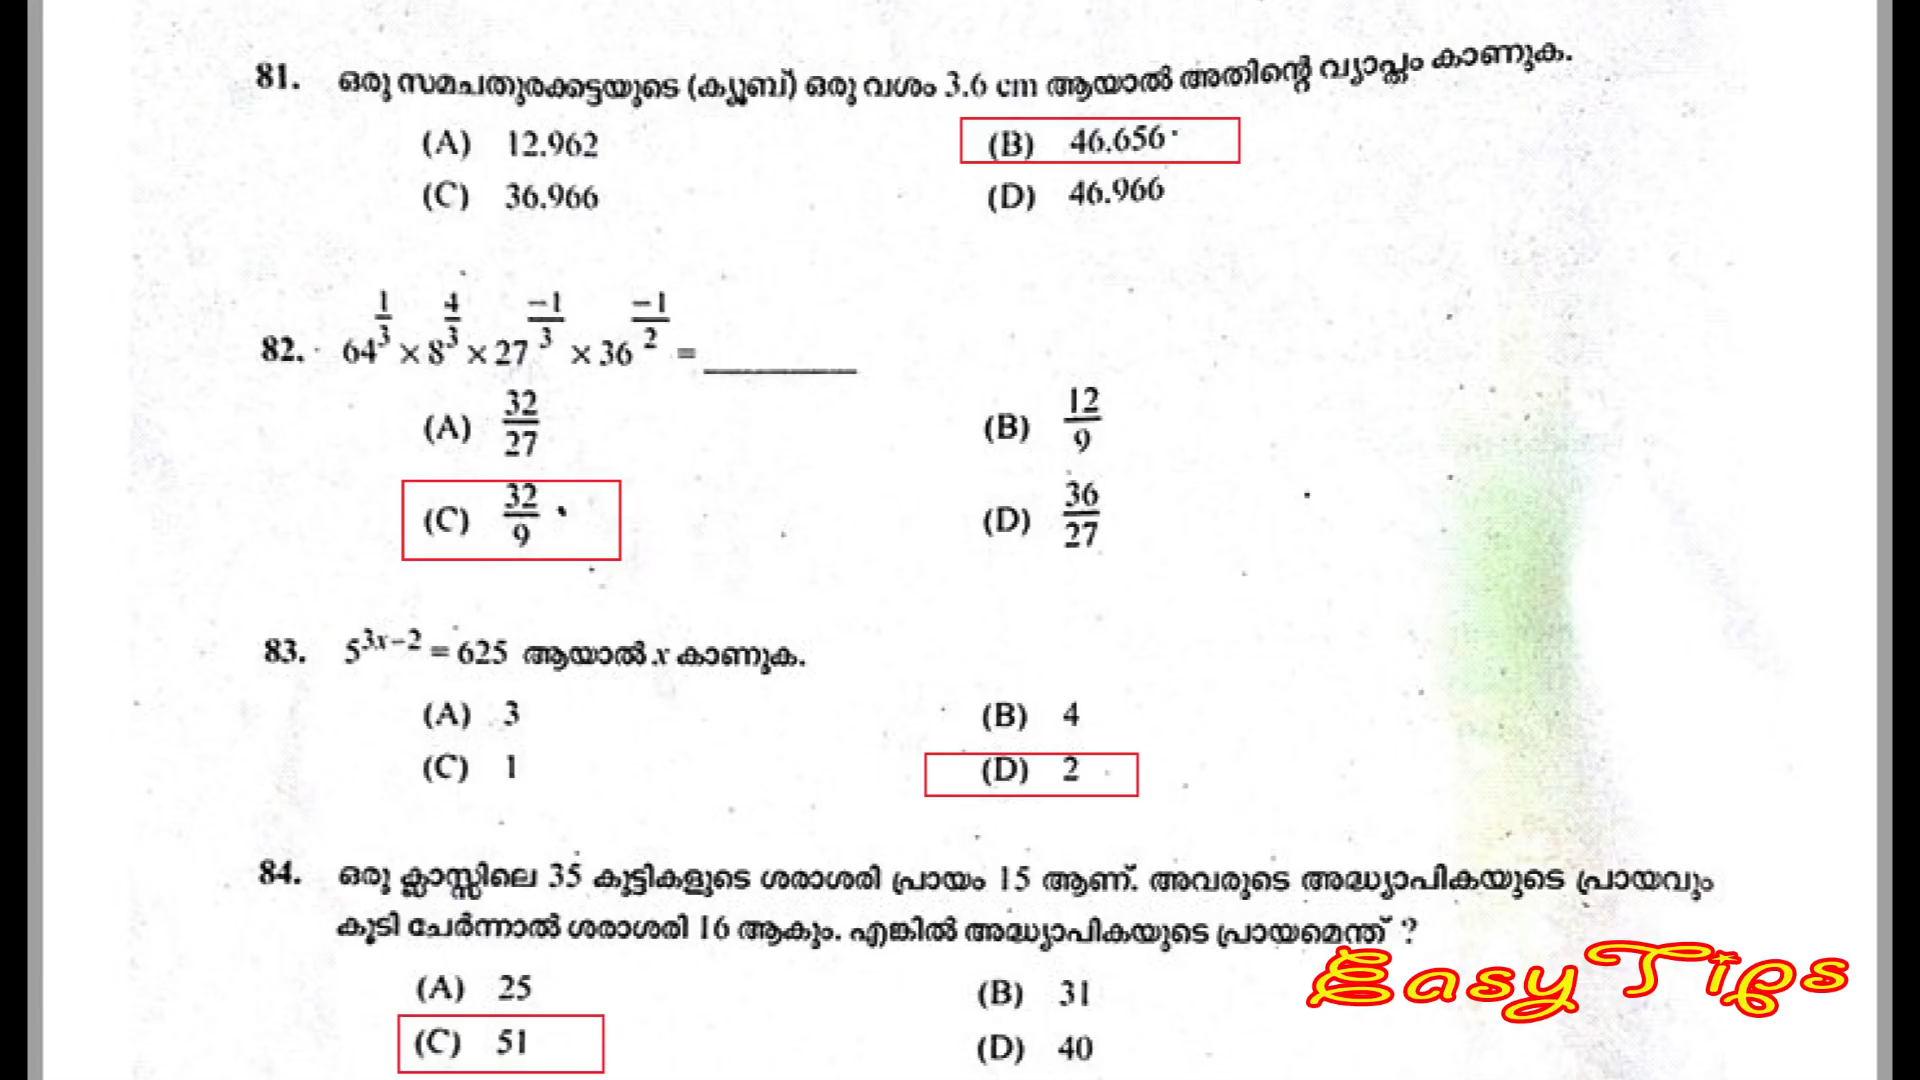 81. ഒരു സമചതുരക്കട്ടയുടെ (ക്യൂബ്) ഒരു വശം 3.6 cm ആയാൽ അതിന്റെ വ്യാപ്തം കാണുക.
(A) 12.962 (B) 46.656
(C) 36.966 (D) 46.966
82. 64^{1/3} × 8^{4/3} × 27^{-1/3} × 36^{-1/2} = ________
(A) 32/27 (B) 12/9
(C) 32/9 (D) 36/27
83. 5^{3x-2} = 625 ആയാൽ x കാണുക.
(A) 3 (B) 4
(C) 1 (D) 2
84. ഒരു ക്ലാസ്സിലെ 35 കുട്ടികളുടെ ശരാശരി പ്രായം 15 ആണ്. അവരുടെ അദ്ധ്യാപികയുടെ പ്രായവും
കൂടി ചേർന്നാൽ ശരാശരി 16 ആകും. എങ്കിൽ അദ്ധ്യാപികയുടെ പ്രായമെന്ത് ?
(A) 25 (B) 31
(C) 51 (D) 40
Easy Tips